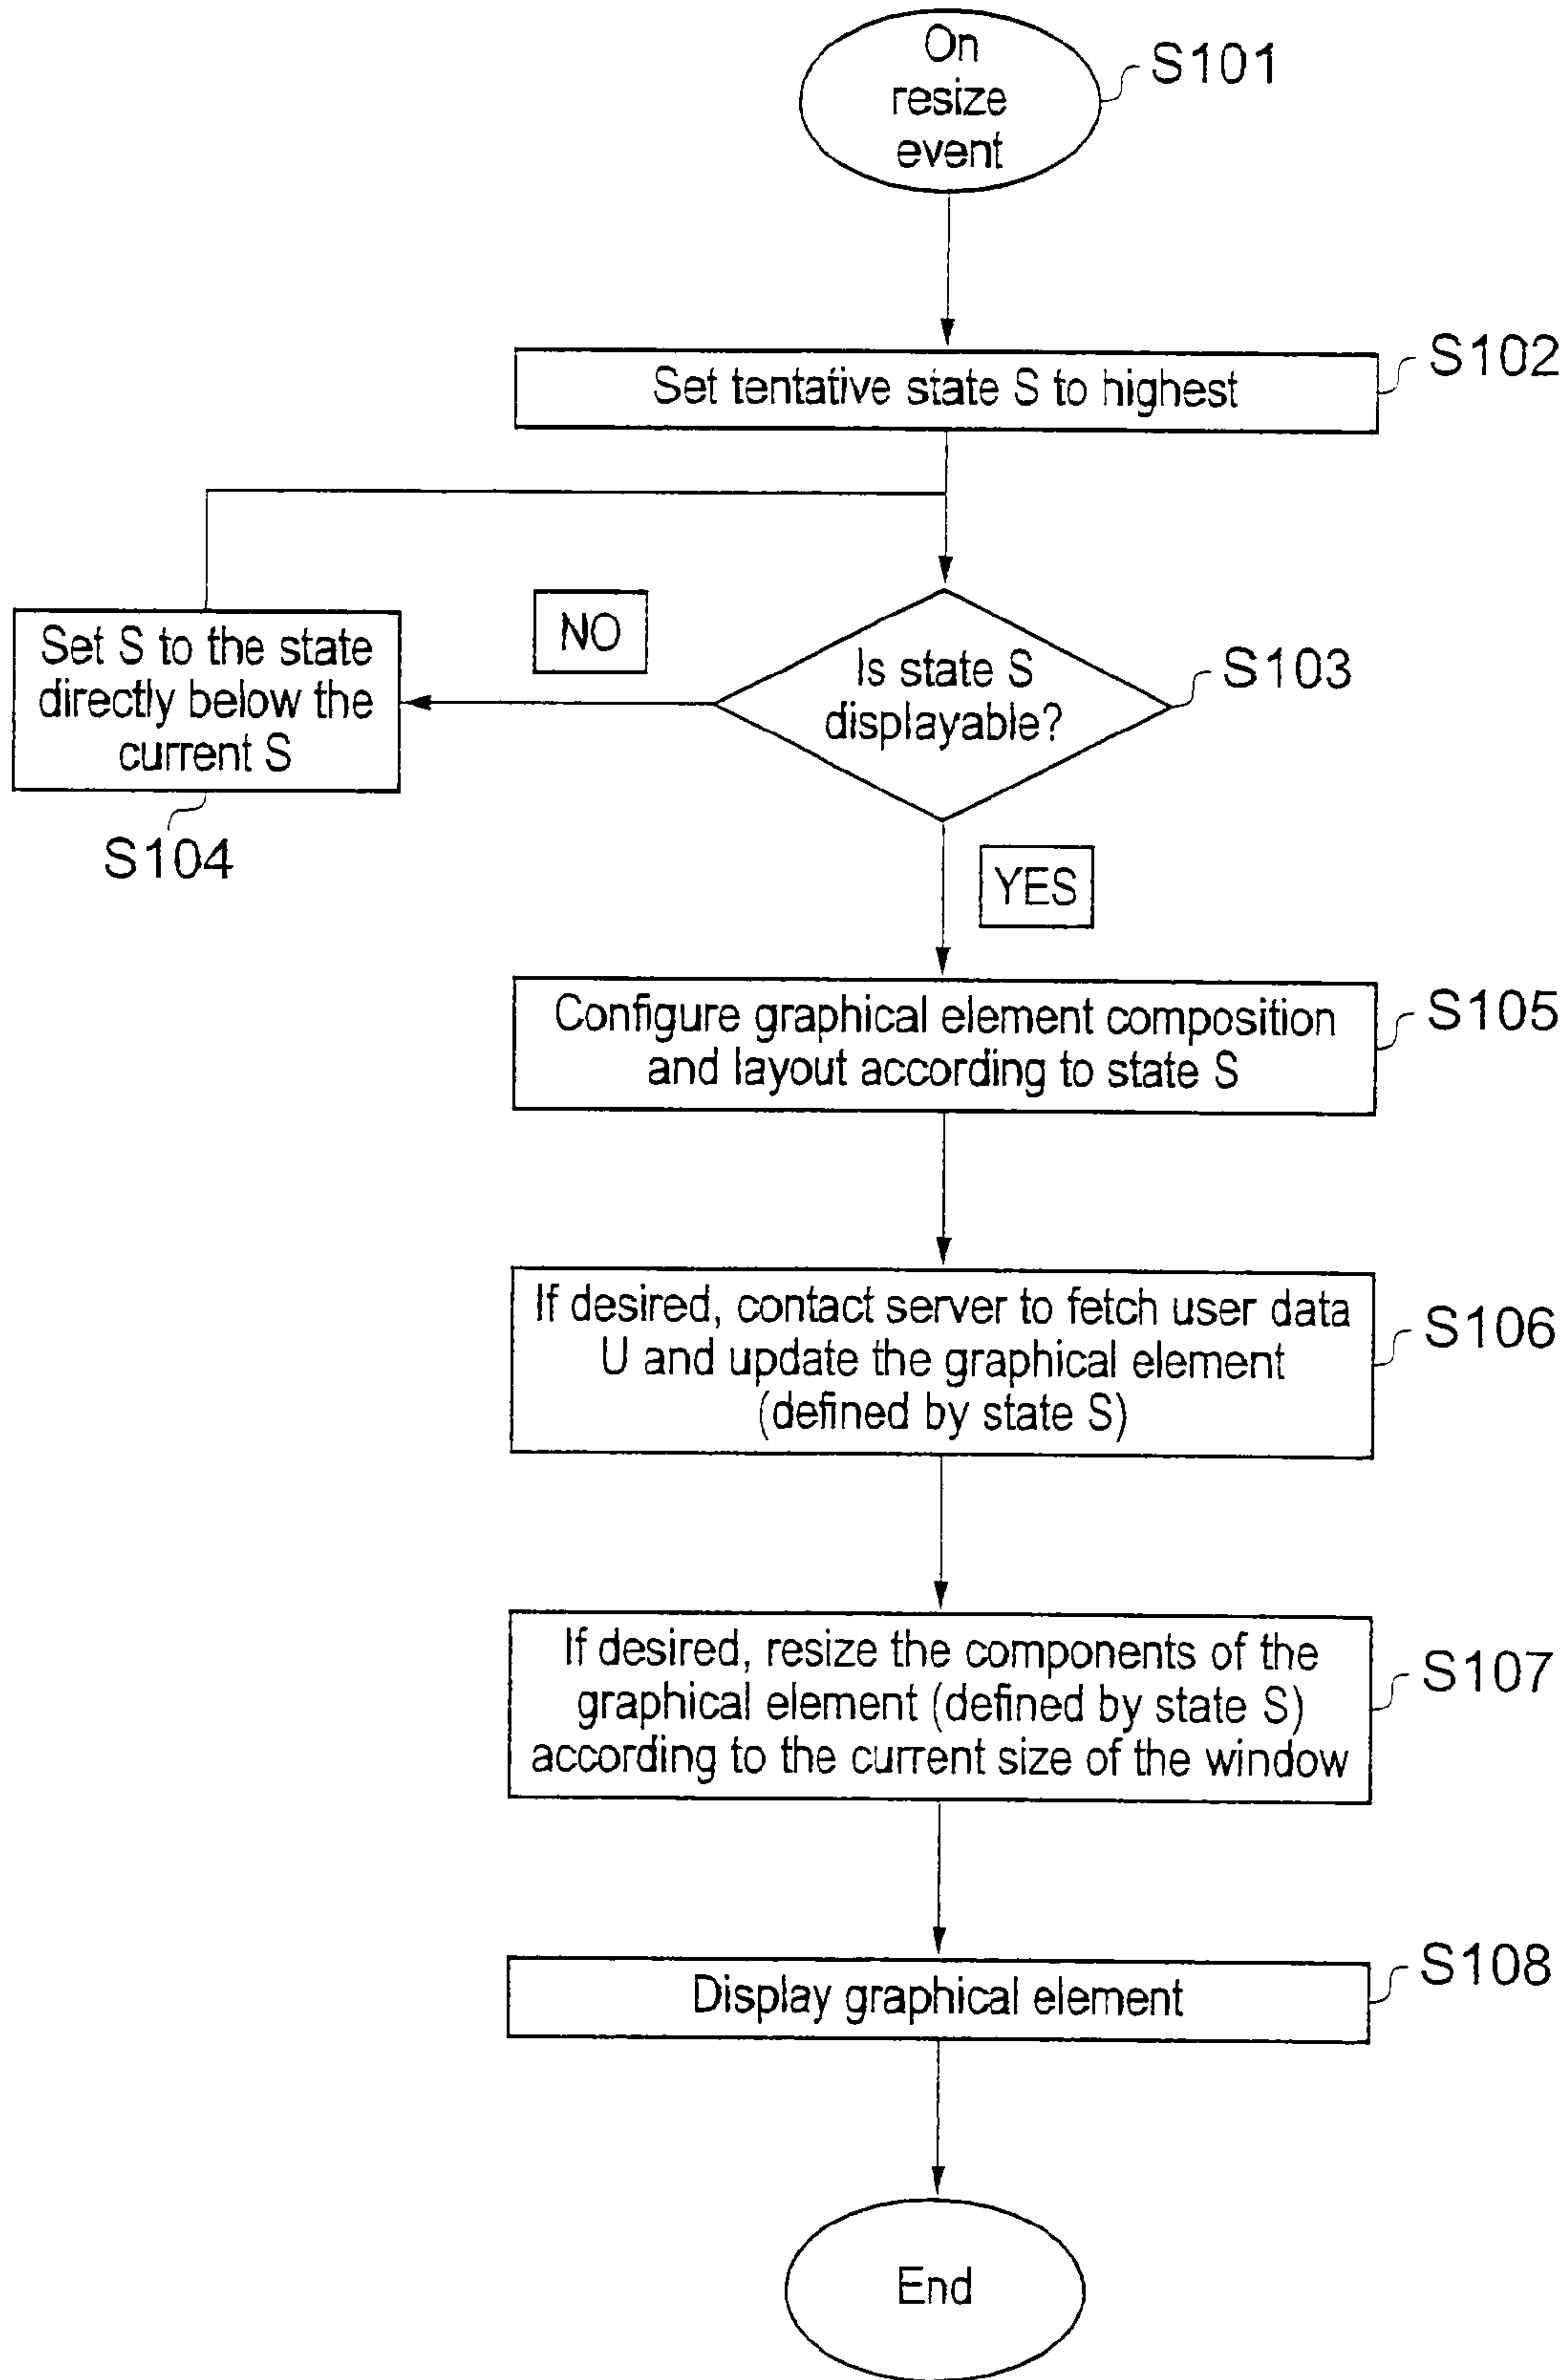 On
resize
event
S101
Set tentative state S to highest
S102
Is state S
displayable?
S103
NO
Set S to the state
directly below the
current S
S104
YES
Configure graphical element composition
and layout according to state S
S105
If desired, contact server to fetch user data
U and update the graphical element
(defined by state S)
S106
If desired, resize the components of the
graphical element (defined by state S)
according to the current size of the window
S107
Display graphical element
S108
End